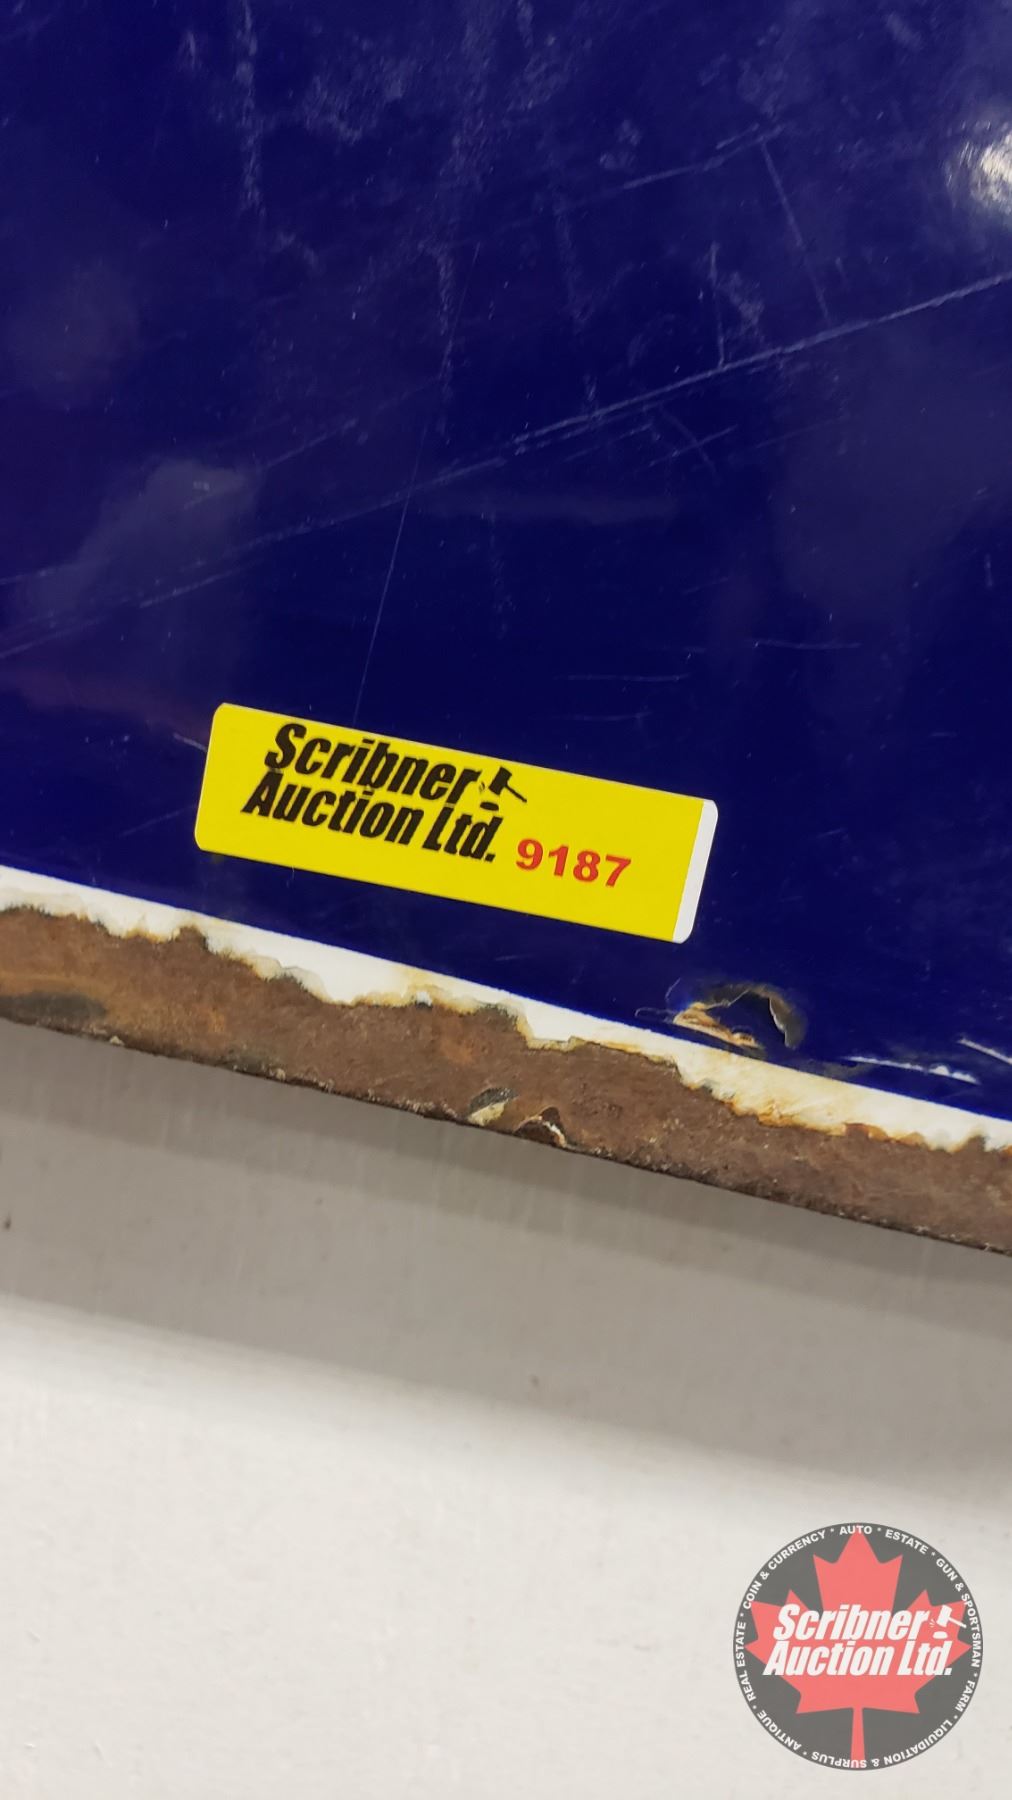 Scribner
Auction Ltd.
9187
COIN & CURRENCY * AUTO * ESTATE * GUN & SPORTSMAN * FARM * LIQUIDATION & SURPLUS * ANTIQUE * REAL ESTATE *
Scribner
Auction Ltd.